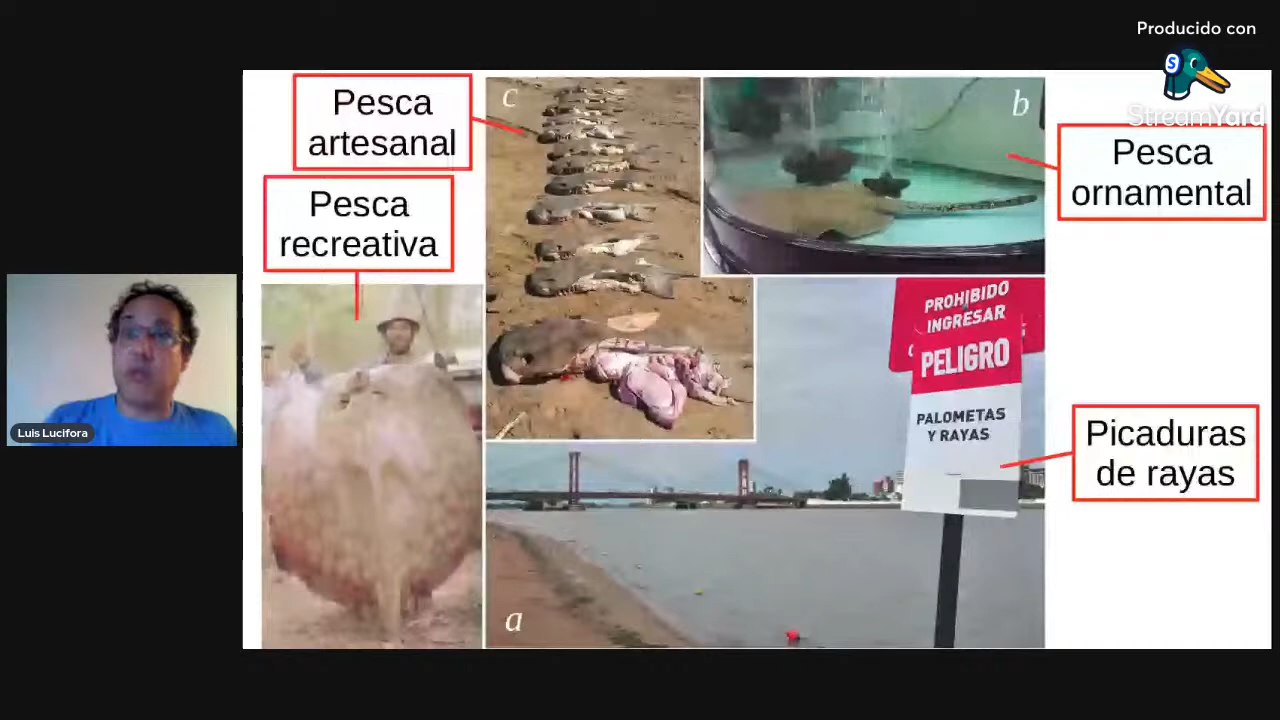 Producido con
StreamYard
Pesca
artesanal
c
b
Pesca
ornamental
Pesca
recreativa
PROHIBIDO
INGRESAR
PELIGRO
PALOMETAS
Y RAYAS
Picaduras
de rayas
Luis Lucifora
a